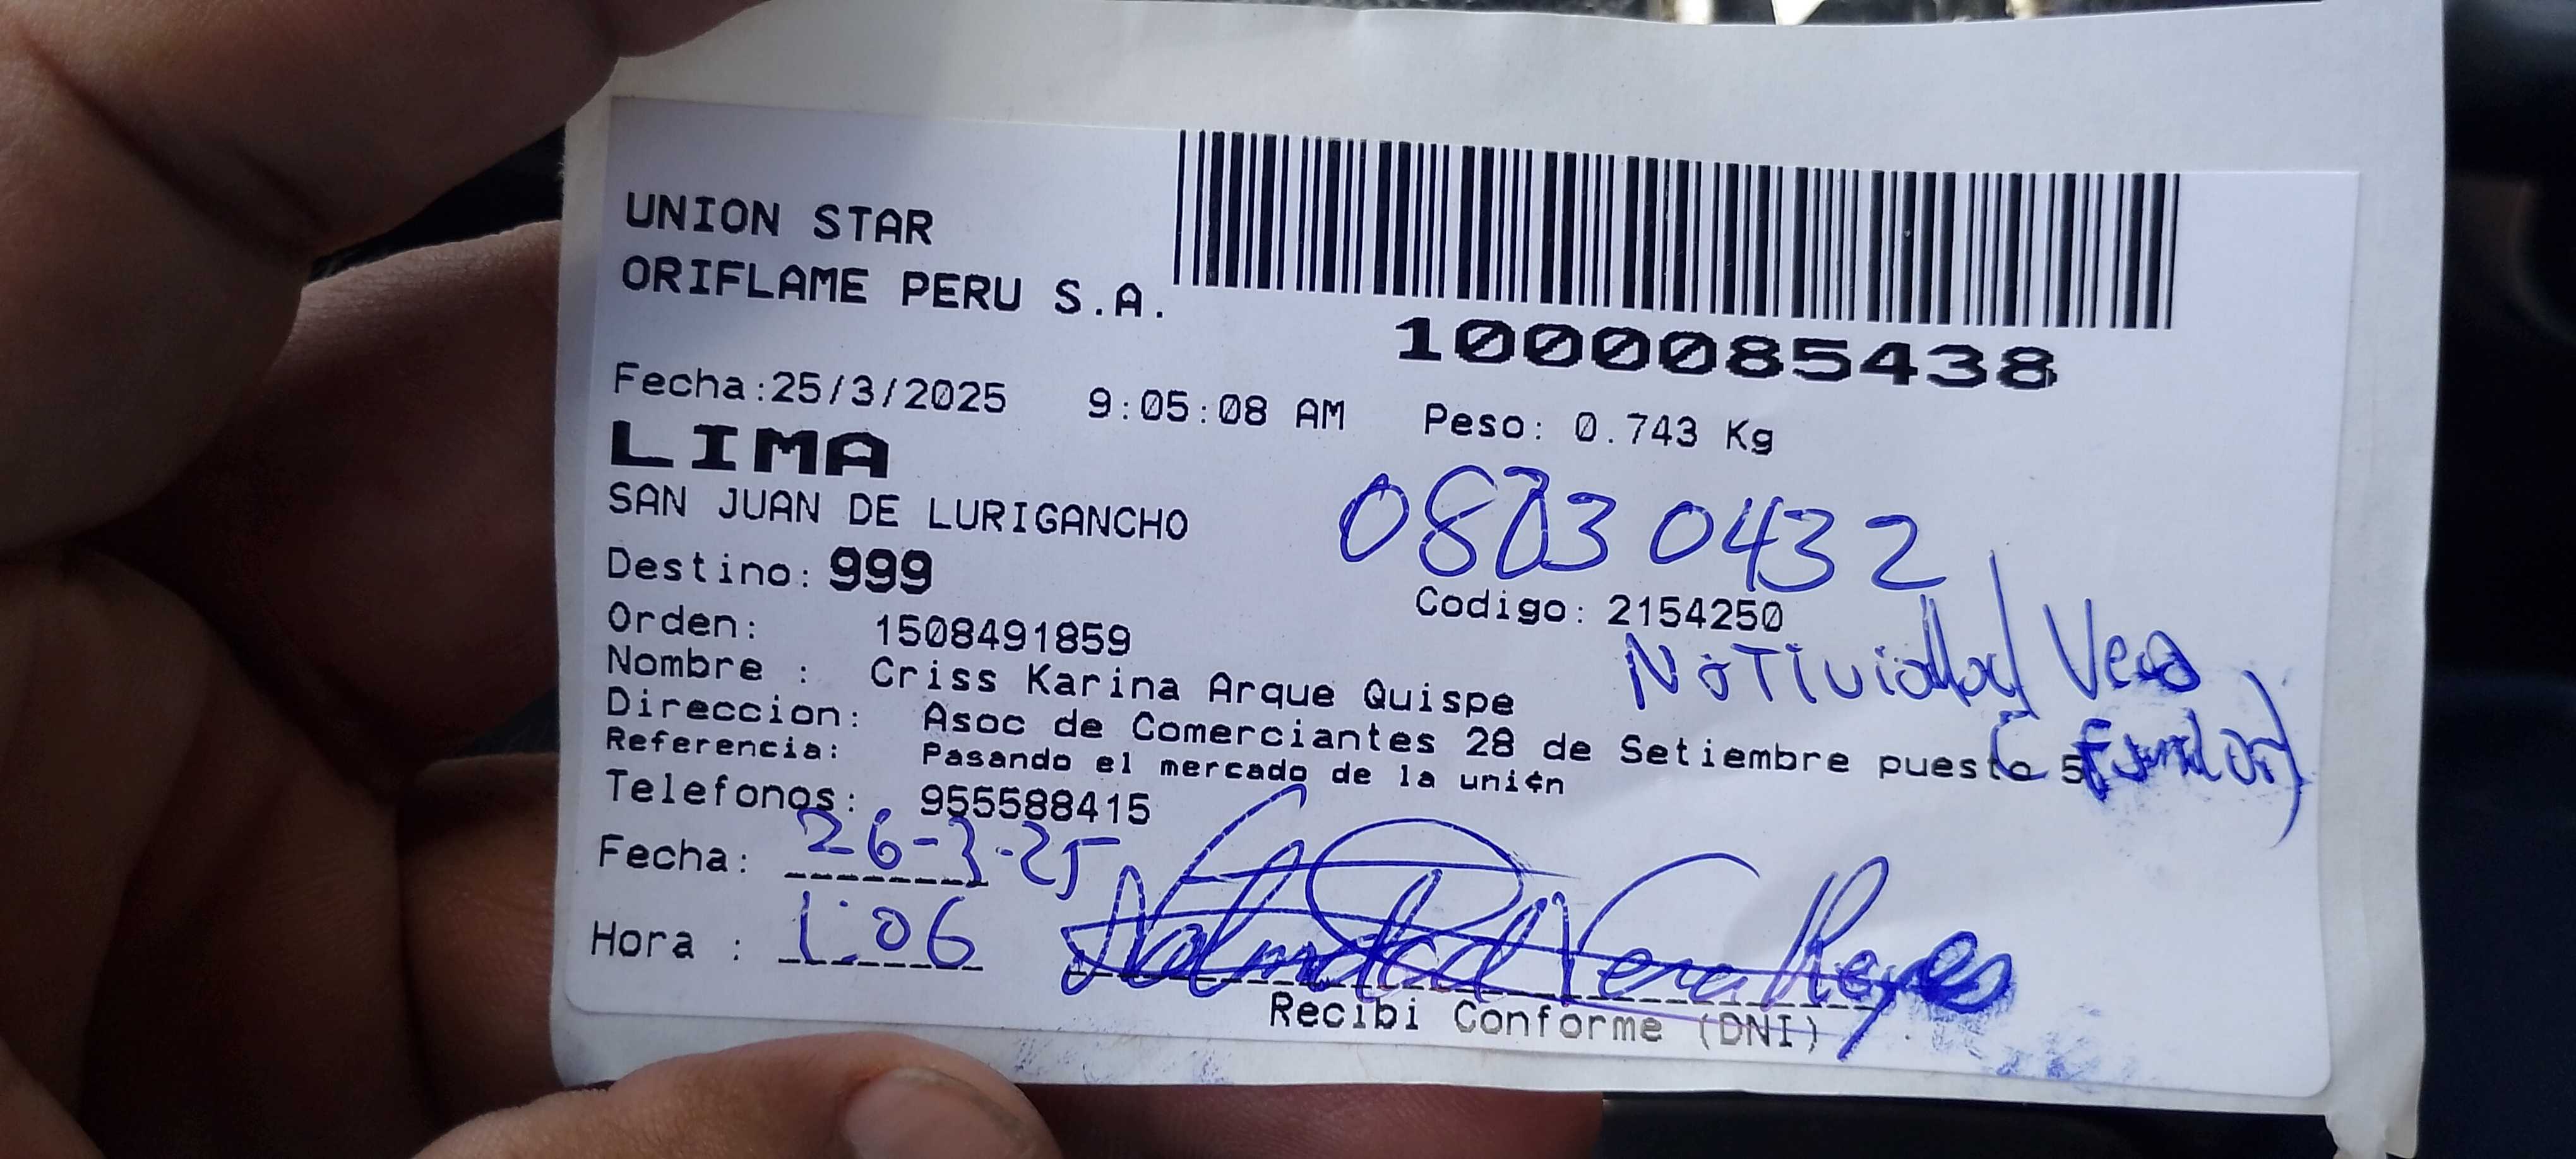 UNION STAR
ORIFLAME PERU S.A.
1000085438
Fecha:25/3/2025 9:05:08 AM Peso: 0.743 Kg
LIMA
SAN JUAN DE LURIGANCHO
Destino: 999
Orden: 1508491859
Codigo: 2154250
Nombre : Criss Karina Arque Quispe
Direccion: Asoc de Comerciantes 28 de Setiembre puesto 5
Referencia: Pasando el mercado de la uni¢n
Telefonos: 955588415
Fecha: 26-3-25
Hora : 1:06
Vera Reyes
Recibi Conforme (DNI)